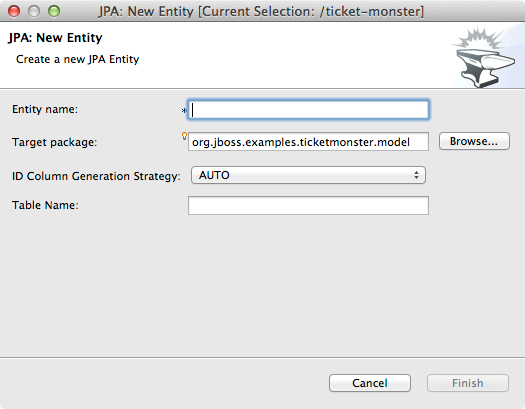 JPA: New Entity [Current Selection: /ticket-monster]
JPA: New Entity
Create a new JPA Entity
Entity name: *
Target package: org.jboss.examples.ticketmonster.model Browse...
ID Column Generation Strategy: AUTO
Table Name:
Cancel Finish